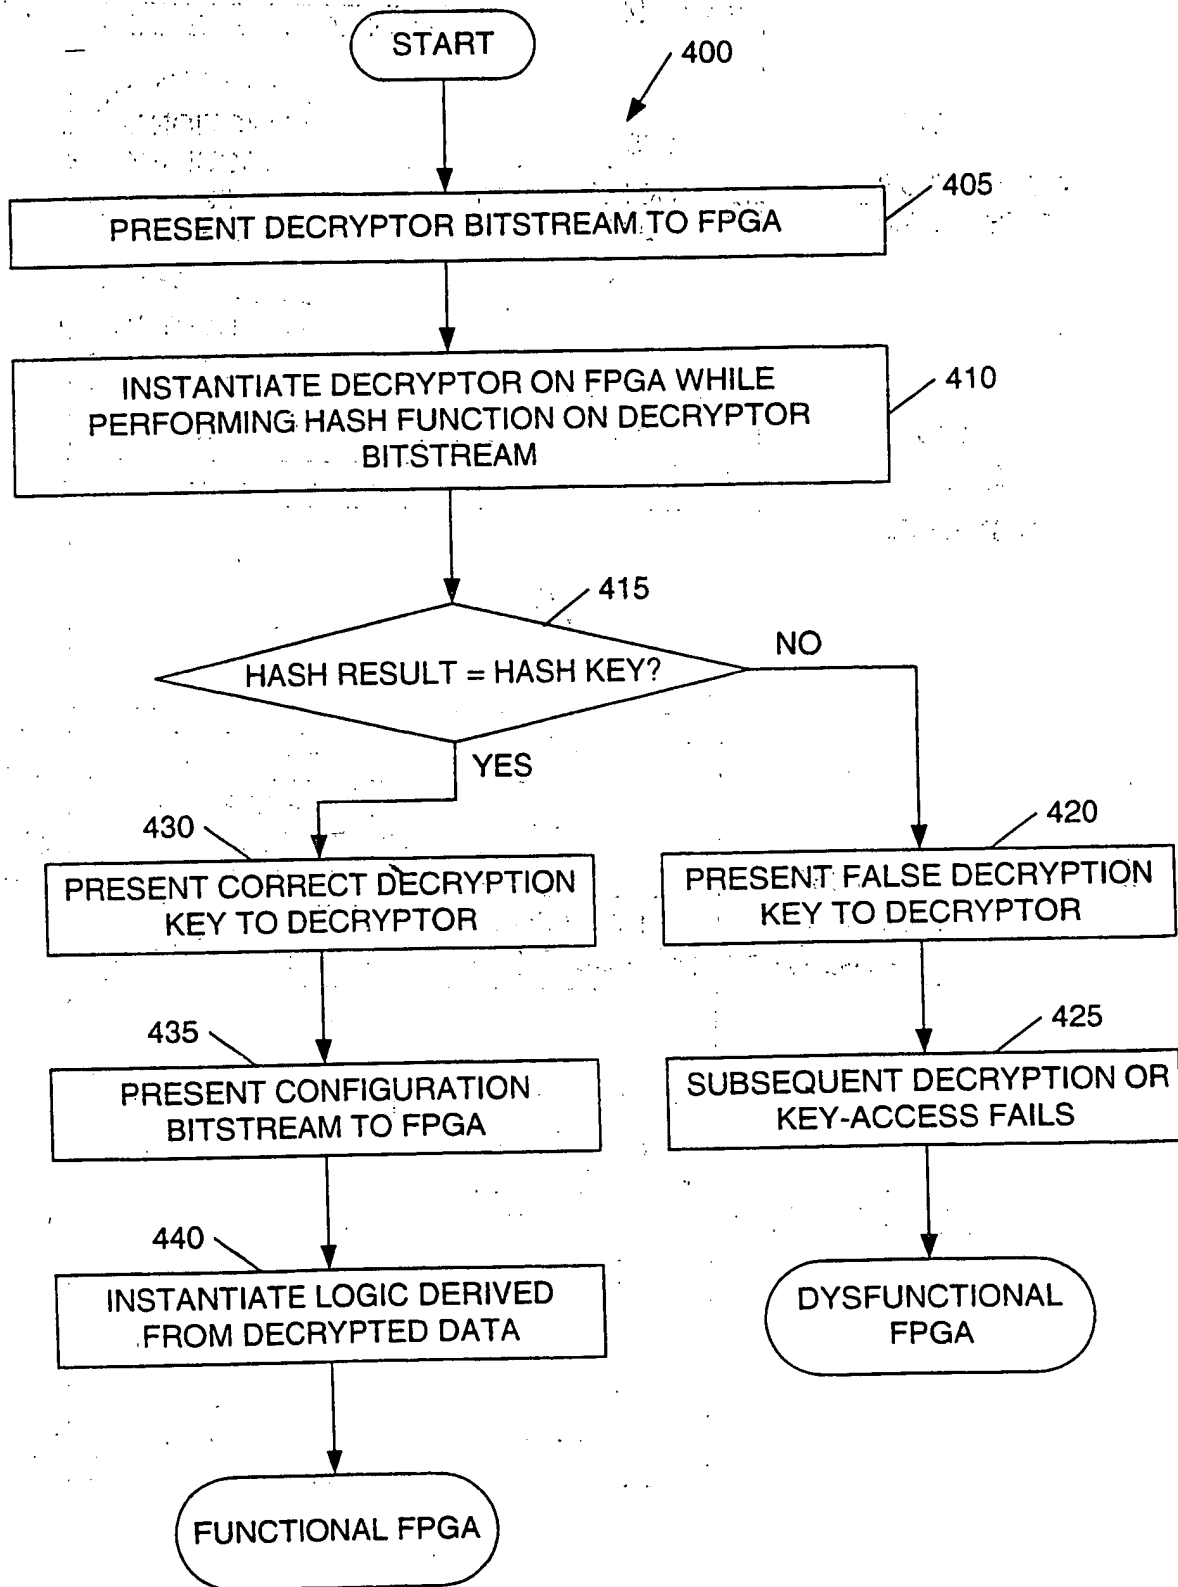 START
400
405
PRESENT DECRYPTOR BITSTREAM TO FPGA
410
INSTANTIATE DECRYPTOR ON FPGA WHILE
PERFORMING HASH FUNCTION ON DECRYPTOR
BITSTREAM
415
HASH RESULT = HASH KEY?
NO
YES
430
PRESENT CORRECT DECRYPTION
KEY TO DECRYPTOR
420
PRESENT FALSE DECRYPTION
KEY TO DECRYPTOR
435
PRESENT CONFIGURATION
BITSTREAM TO FPGA
425
SUBSEQUENT DECRYPTION OR
KEY-ACCESS FAILS
440
INSTANTIATE LOGIC DERIVED
FROM DECRYPTED DATA
DYSFUNCTIONAL
FPGA
FUNCTIONAL FPGA